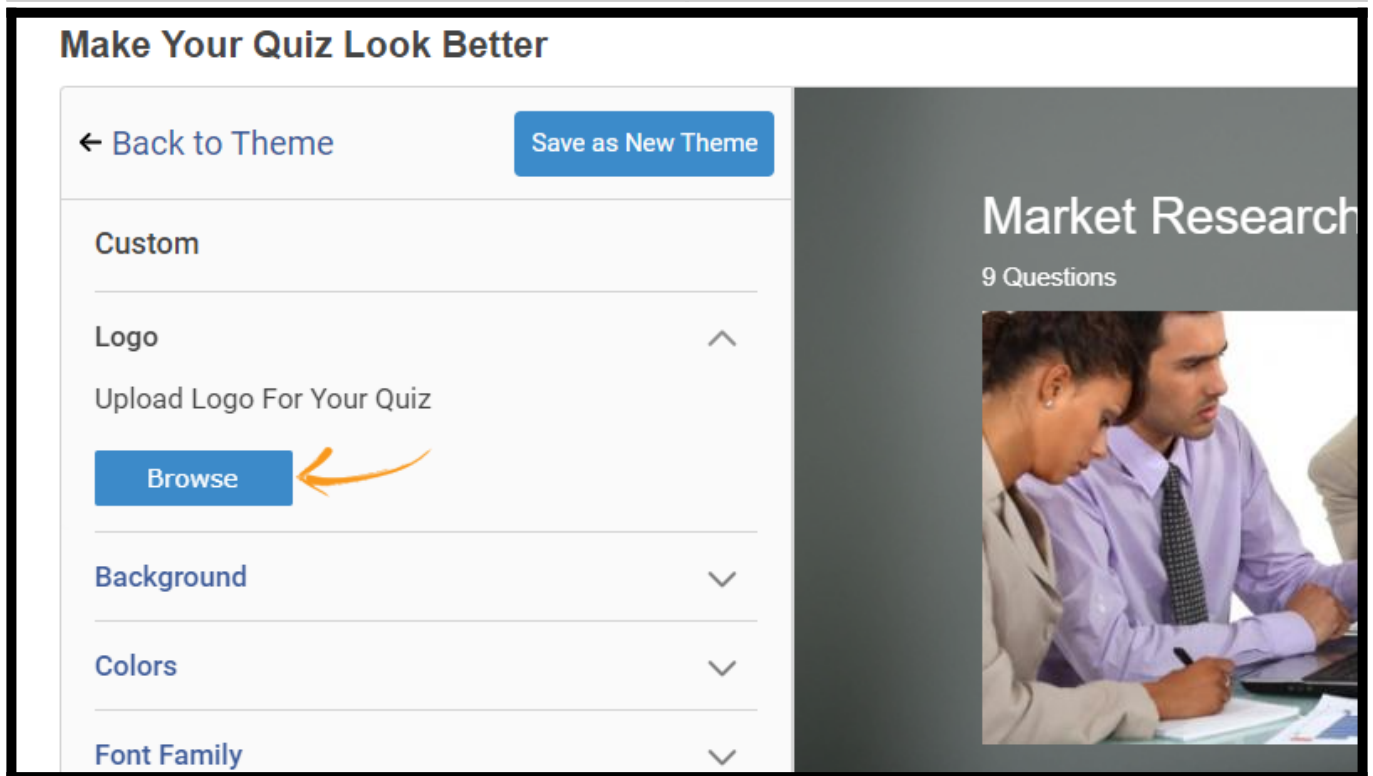 Make Your Quiz Look Better
Back to Theme
Save as New Theme
Custom
Logo
Upload Logo For Your Quiz
Browse
Background
Colors
Font Family
Market Research
9 Questions